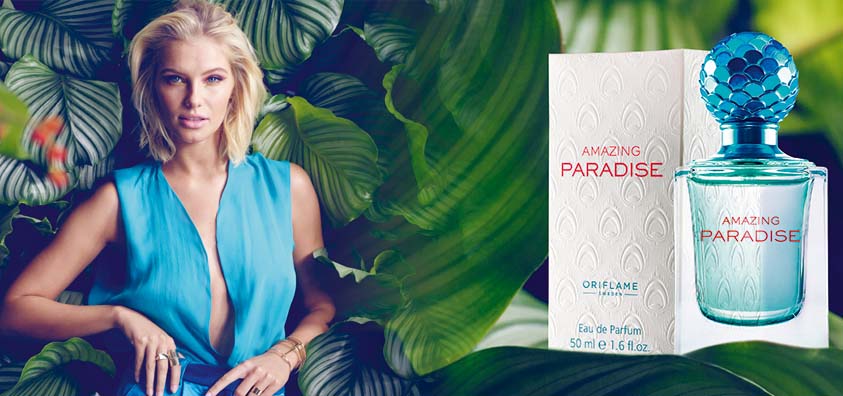 AMAZING
PARADISE
ORIFLAME
SWEDEN
Eau de Parfum
50 ml ℮ 1.6 fl.oz.
AMAZING
PARADISE